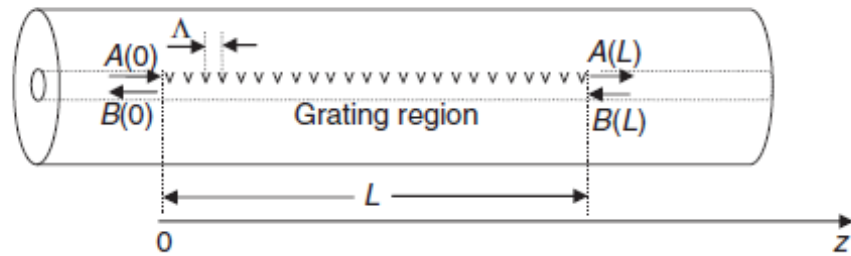 Λ
A(0) A(L)
B(0) Grating region B(L)
L
0 z